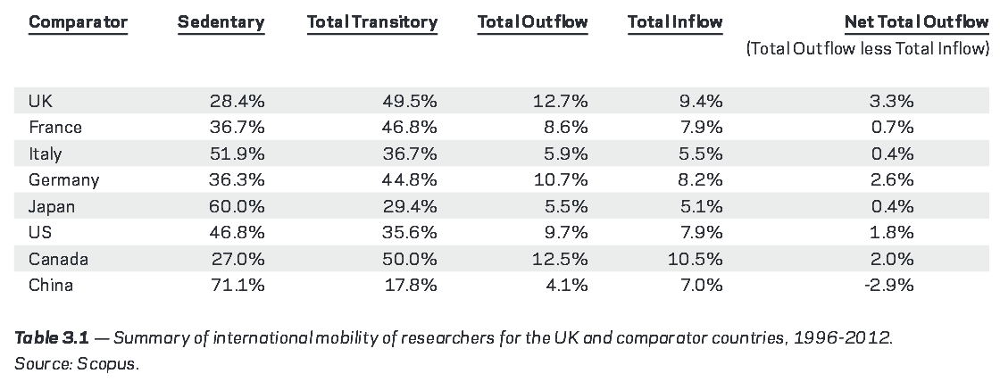 Comparator Sedentary Total Transitory Total Outflow Total Inflow Net Total Outflow
(Total Outflow less Total Inflow)
UK 28.4% 49.5% 12.7% 9.4% 3.3%
France 36.7% 46.8% 8.6% 7.9% 0.7%
Italy 51.9% 36.7% 5.9% 5.5% 0.4%
Germany 36.3% 44.8% 10.7% 8.2% 2.6%
Japan 60.0% 29.4% 5.5% 5.1% 0.4%
US 46.8% 35.6% 9.7% 7.9% 1.8%
Canada 27.0% 50.0% 12.5% 10.5% 2.0%
China 71.1% 17.8% 4.1% 7.0% -2.9%
Table 3.1 — Summary of international mobility of researchers for the UK and comparator countries, 1996-2012.
Source: Scopus.